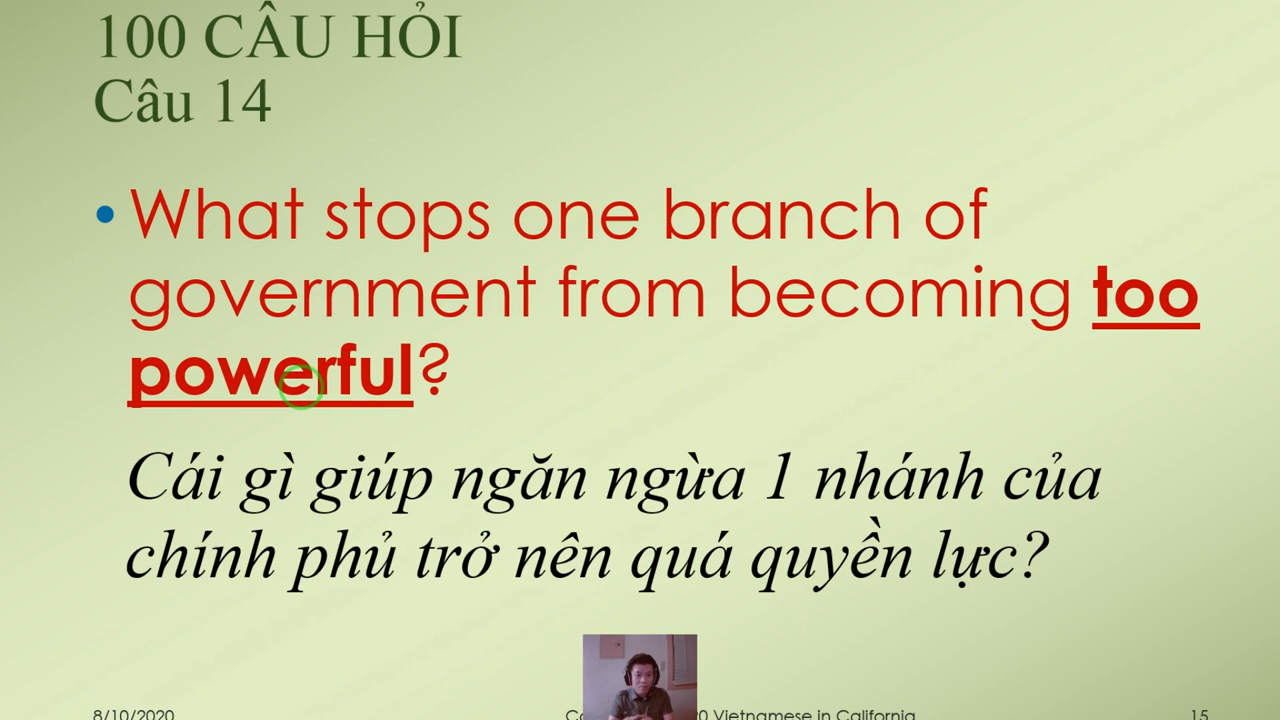 100 CÂU HỎI
Câu 14
• What stops one branch of
government from becoming too
powerful?
Cái gì giúp ngăn ngừa 1 nhánh của
chính phủ trở nên quá quyền lực?
8/10/2020
Vietnamese in California
15